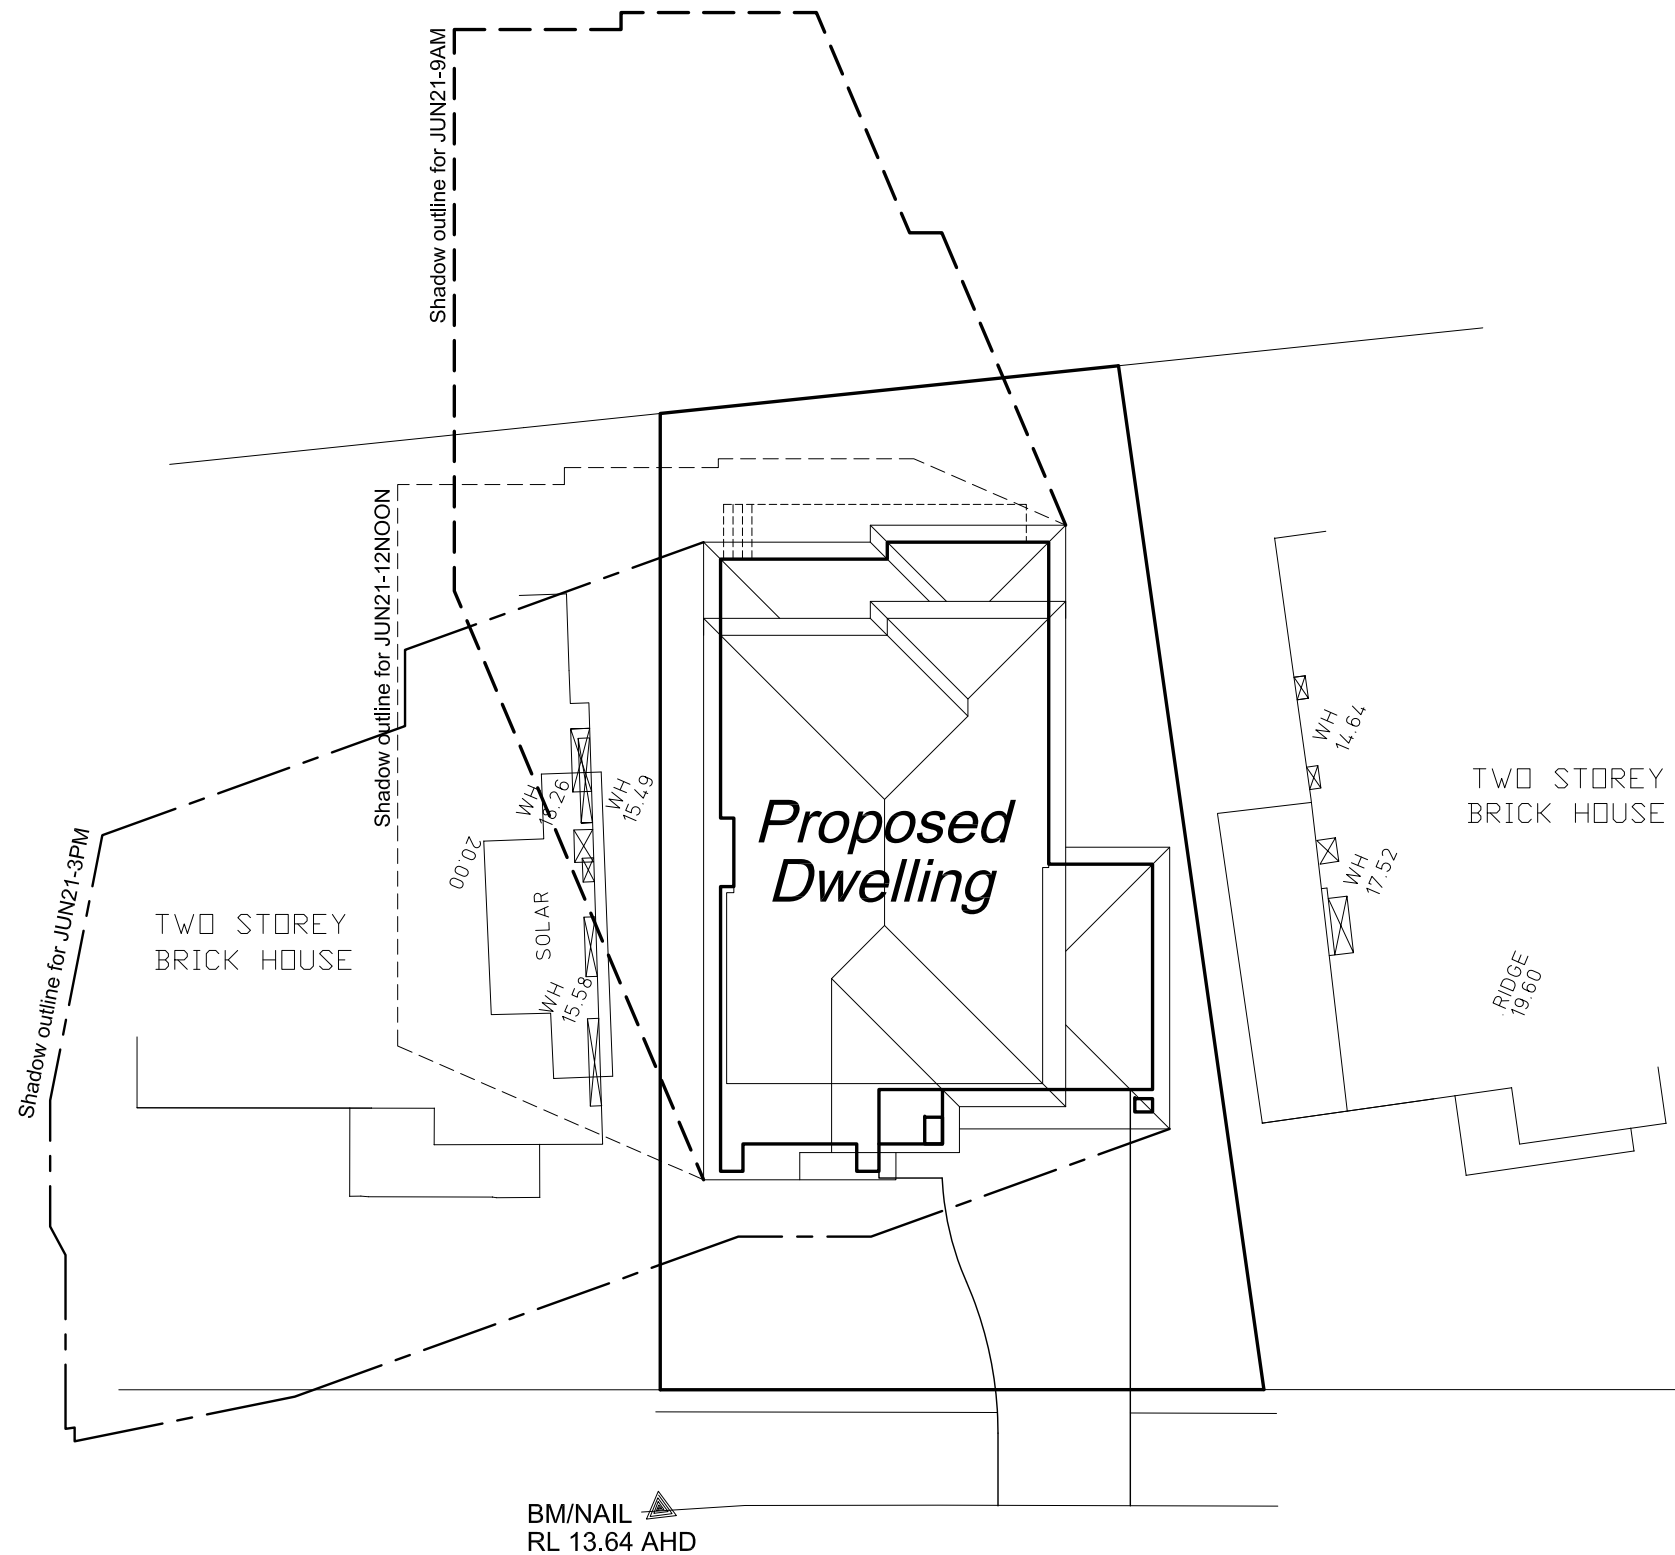 Shadow outline for JUN21-9AM
Shadow outline for JUN21-12NOON
Shadow outline for JUN21-3PM
WH
14.64
WH
15.49
TWO STOREY
BRICK HOUSE
Proposed
Dwelling
20.00
WH
17.52
SOLAR
TWO STOREY
BRICK HOUSE
WH
15.58
RIDGE
19.60
WH
BM/NAIL
RL 13.64 AHD